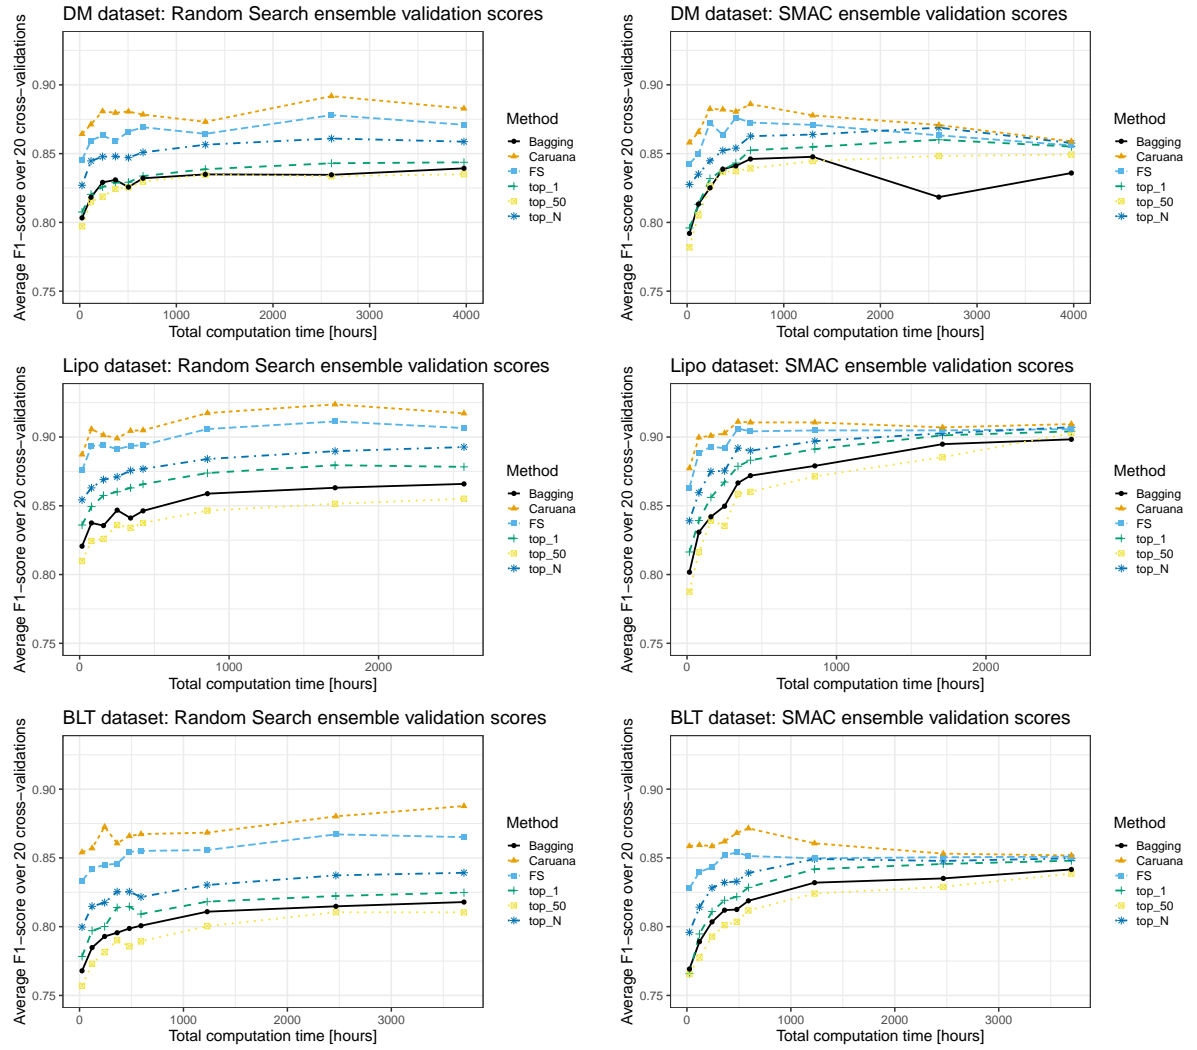 DM dataset: Random Search ensemble validation scores
Average F1−score over 20 cross−validations
0.90
0.85
0.80
0.75
0
1000
2000
3000
4000
Total computation time [hours]
Method
Bagging
Caruana
FS
top_1
top_50
top_N
DM dataset: SMAC ensemble validation scores
Average F1−score over 20 cross−validations
0.90
0.85
0.80
0.75
0
1000
2000
3000
4000
Total computation time [hours]
Method
Bagging
Caruana
FS
top_1
top_50
top_N
Lipo dataset: Random Search ensemble validation scores
Average F1−score over 20 cross−validations
0.90
0.85
0.80
0.75
0
1000
2000
Total computation time [hours]
Method
Bagging
Caruana
FS
top_1
top_50
top_N
Lipo dataset: SMAC ensemble validation scores
Average F1−score over 20 cross−validations
0.90
0.85
0.80
0.75
0
1000
2000
Total computation time [hours]
Method
Bagging
Caruana
FS
top_1
top_50
top_N
BLT dataset: Random Search ensemble validation scores
Average F1−score over 20 cross−validations
0.90
0.85
0.80
0.75
0
1000
2000
3000
Total computation time [hours]
Method
Bagging
Caruana
FS
top_1
top_50
top_N
BLT dataset: SMAC ensemble validation scores
Average F1−score over 20 cross−validations
0.90
0.85
0.80
0.75
0
1000
2000
3000
Total computation time [hours]
Method
Bagging
Caruana
FS
top_1
top_50
top_N